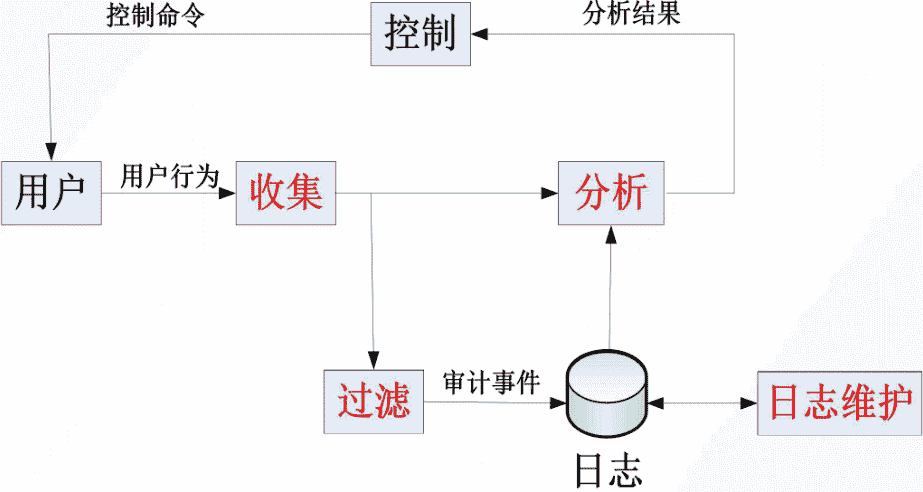 控制命令
控制
分析结果
用户
用户行为
收集
分析
过滤
审计事件
日志
日志维护